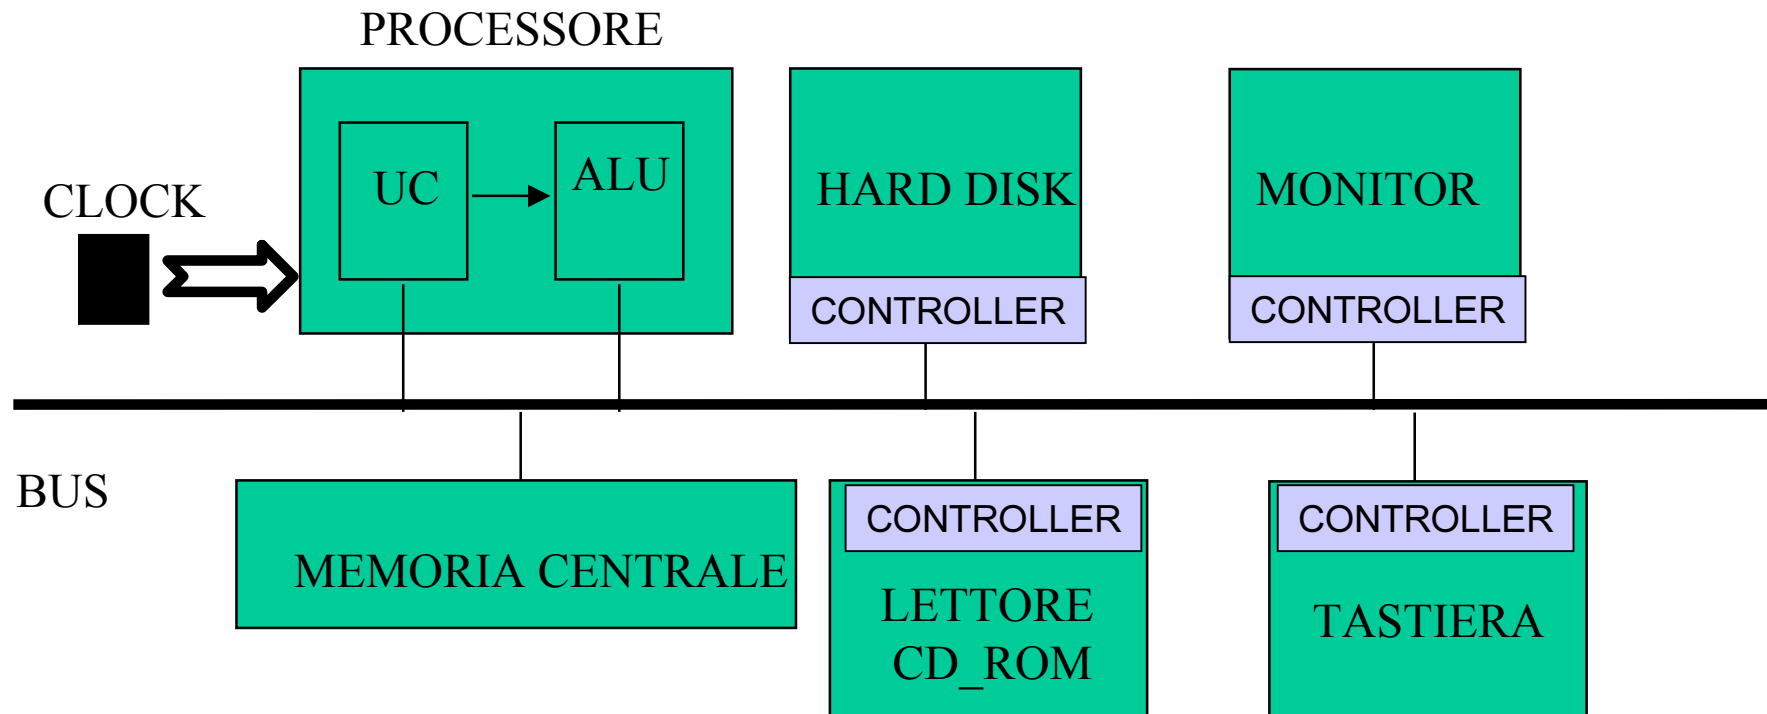 PROCESSORE
UC
ALU
CLOCK
HARD DISK
MONITOR
CONTROLLER
CONTROLLER
BUS
MEMORIA CENTRALE
CONTROLLER
LETTORE
CD_ROM
CONTROLLER
TASTIERA